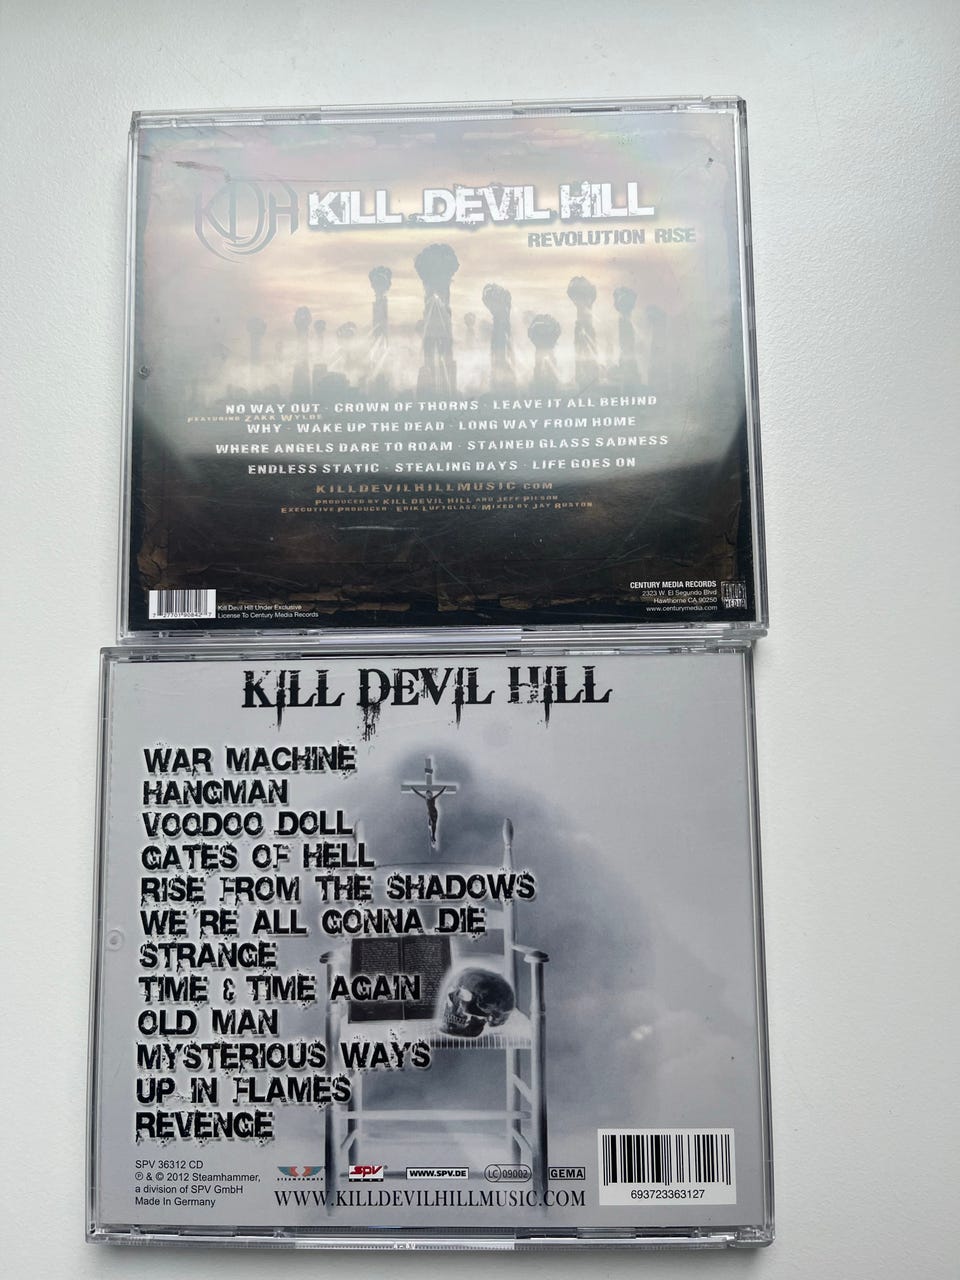 KDH KILL DEVIL HILL
REVOLUTION RISE
NO WAY OUT · CROWN OF THORNS · LEAVE IT ALL BEHIND
FEATURING ZAKK WYLDE
WHY · WAKE UP THE DEAD · LONG WAY FROM HOME
WHERE ANGELS DARE TO ROAM · STAINED GLASS SADNESS
ENDLESS STATIC · STEALING DAYS · LIFE GOES ON
KILLDEVILHILLMUSIC.COM
PRODUCED BY KILL DEVIL HILL AND JEFF PILSON
EXECUTIVE PRODUCER · ERIK LUFTGLASS/MIXED BY JAY RUSTON
7 27701 90842 7
Kill Devil Hill Under Exclusive
License To Century Media Records
CENTURY MEDIA RECORDS
2323 W. El Segundo Blvd
Hawthorne CA 90250
www.centurymedia.com
CENTURY
MEDIA
KILL DEVIL HILL
WAR MACHINE
HANGMAN
VOODOO DOLL
GATES OF HELL
RISE FROM THE SHADOWS
WE'RE ALL GONNA DIE
STRANGE
TIME & TIME AGAIN
OLD MAN
MYSTERIOUS WAYS
UP IN FLAMES
REVENGE
SPV 36312 CD
℗ & © 2012 Steamhammer,
a division of SPV GmbH
Made in Germany
STEAMHAMMER
SPV
WWW.SPV.DE
LC 09002
GEMA
WWW.KILLDEVILHILLMUSIC.COM
693723363127